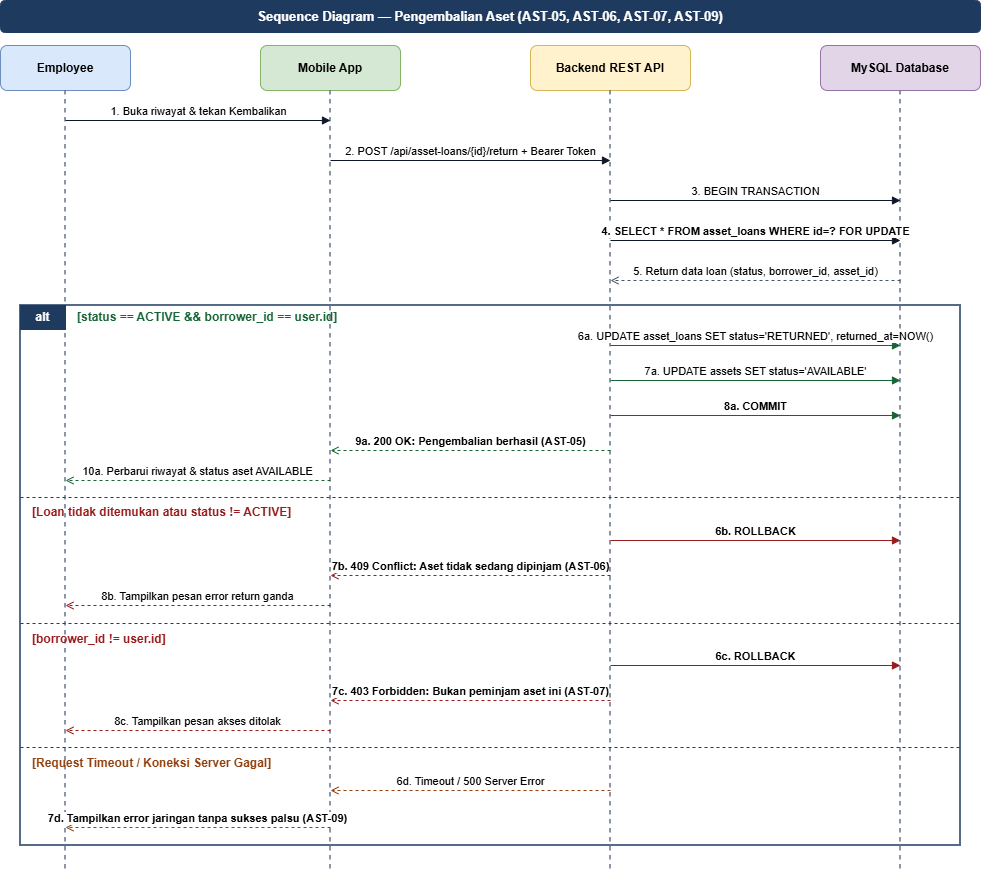 Sequence Diagram — Pengembalian Aset (AST-05, AST-06, AST-07, AST-09)
Employee
Mobile App
Backend REST API
MySQL Database
1. Buka riwayat & tekan Kembalikan
2. POST /api/asset-loans/{id}/return + Bearer Token
3. BEGIN TRANSACTION
4. SELECT * FROM asset_loans WHERE id=? FOR UPDATE
5. Return data loan (status, borrower_id, asset_id)
alt
[status == ACTIVE && borrower_id == user.id]
6a. UPDATE asset_loans SET status='RETURNED', returned_at=NOW()
7a. UPDATE assets SET status='AVAILABLE'
8a. COMMIT
9a. 200 OK: Pengembalian berhasil (AST-05)
10a. Perbarui riwayat & status aset AVAILABLE
[Loan tidak ditemukan atau status != ACTIVE]
6b. ROLLBACK
7b. 409 Conflict: Aset tidak sedang dipinjam (AST-06)
8b. Tampilkan pesan error return ganda
[borrower_id != user.id]
6c. ROLLBACK
7c. 403 Forbidden: Bukan peminjam aset ini (AST-07)
8c. Tampilkan pesan akses ditolak
[Request Timeout / Koneksi Server Gagal]
6d. Timeout / 500 Server Error
7d. Tampilkan error jaringan tanpa sukses palsu (AST-09)